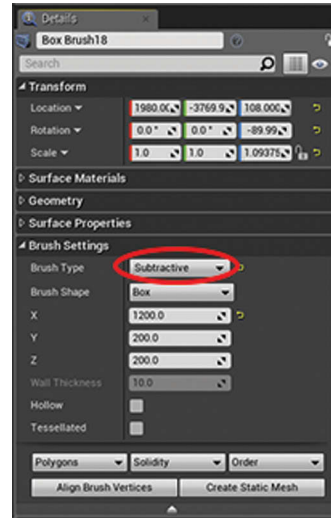 Details
Box Brush18
Search
Transform
Location 1980.0( -3769.9 108.000
Rotation 0.0° 0.0° -89.99
Scale 1.0 1.0 1.09375
Surface Materials
Geometry
Surface Properties
Brush Settings
Brush Type Subtractive
Brush Shape Box
X 1200.0
Y 200.0
Z 200.0
Wall Thickness 10.0
Hollow
Tessellated
Polygons Solidity Order
Align Brush Vertices Create Static Mesh